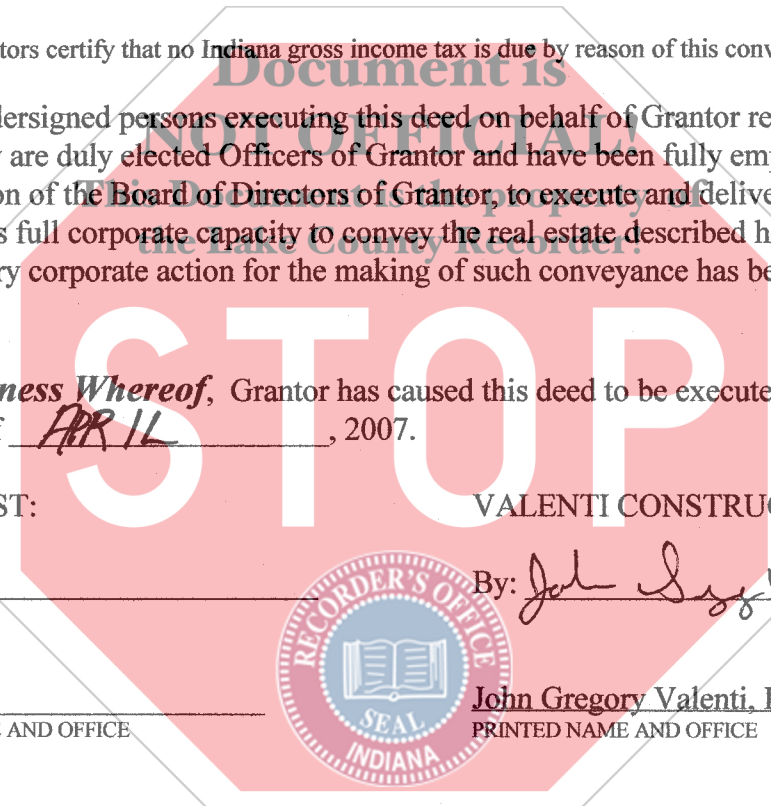 tors certify that no Indiana gross income tax is due by reason of this conv
Document is
dersigned persons executing this deed on behalf of Grantor re
NOT OFFICIAL!
are duly elected Officers of Grantor and have been fully em
on of the Board of Directors of Grantor, to execute and delive
This Document is the property of
s full corporate capacity to convey the real estate described h
the Lake County Recorder!
ry corporate action for the making of such conveyance has be
STOP
ness Whereof, Grantor has caused this deed to be execute
f APRIL, 2007.
ST:
VALENTI CONSTRU
By: John
RECORDER'S OFFICE
SEAL
INDIANA
John Gregory Valenti,
AND OFFICE
PRINTED NAME AND OFFICE